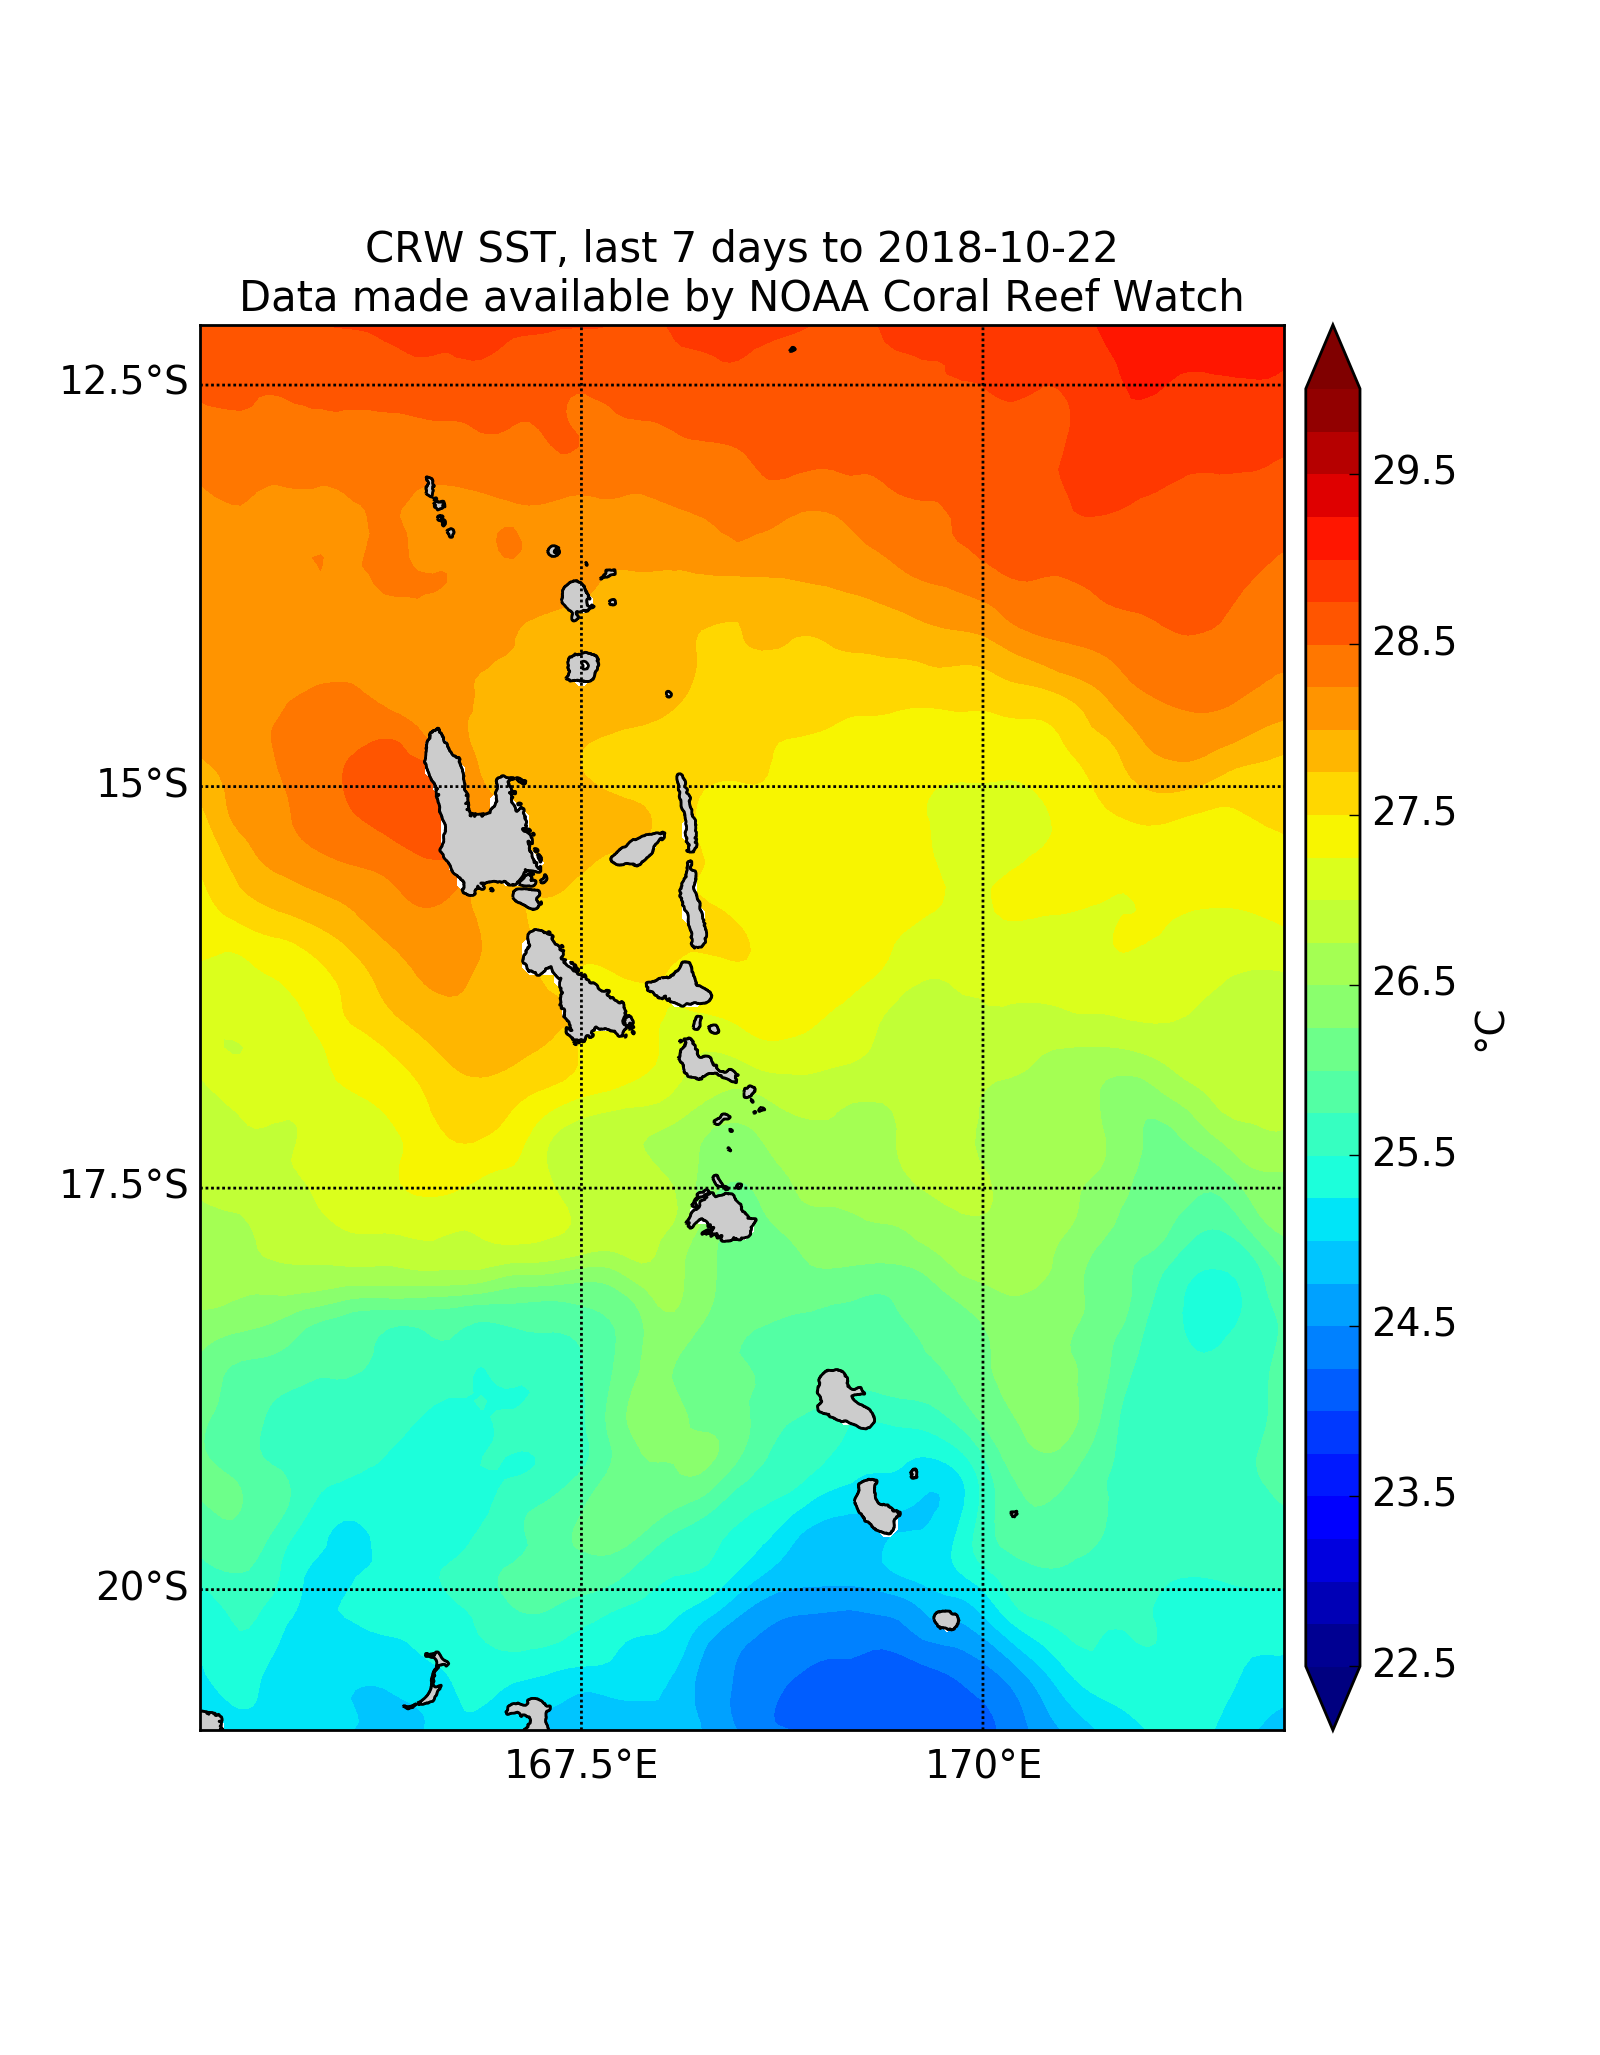 CRW SST, last 7 days to 2018-10-22
Data made available by NOAA Coral Reef Watch
12.5°S
15°S
17.5°S
20°S
167.5°E
170°E
29.5
28.5
27.5
26.5
25.5
24.5
23.5
22.5
°C